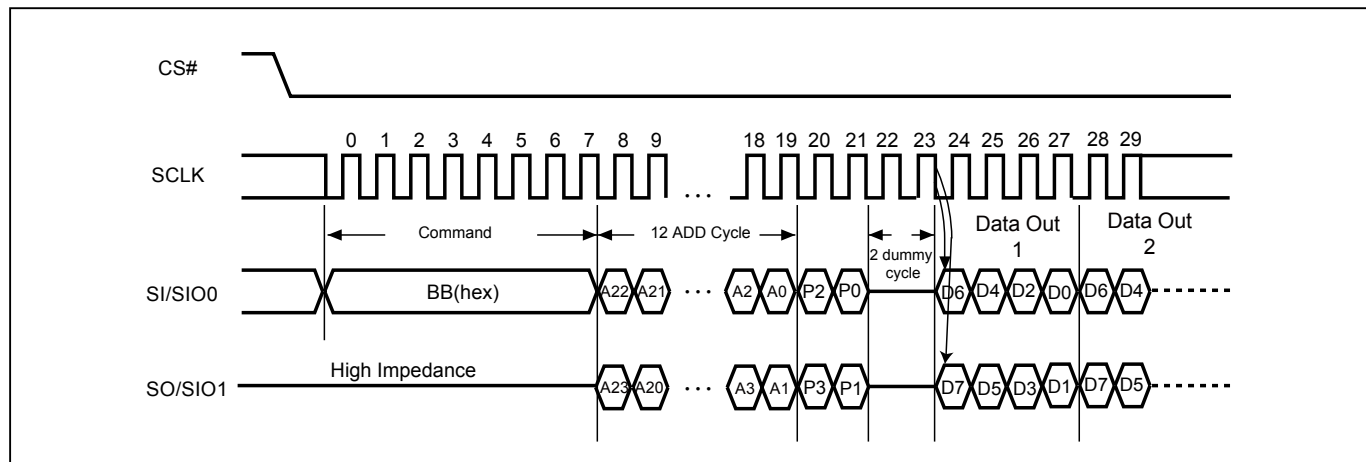 CS#
0 1 2 3 4 5 6 7 8 9 18 19 20 21 22 23 24 25 26 27 28 29
SCLK
...
Command
12 ADD Cycle
2 dummy
cycle
Data Out
1
Data Out
2
SI/SIO0
BB(hex)
A22 A21 ... A2 A0 P2 P0 D6 D4 D2 D0 D6 D4
High Impedance
SO/SIO1
A23 A20 ... A3 A1 P3 P1 D7 D5 D3 D1 D7 D5